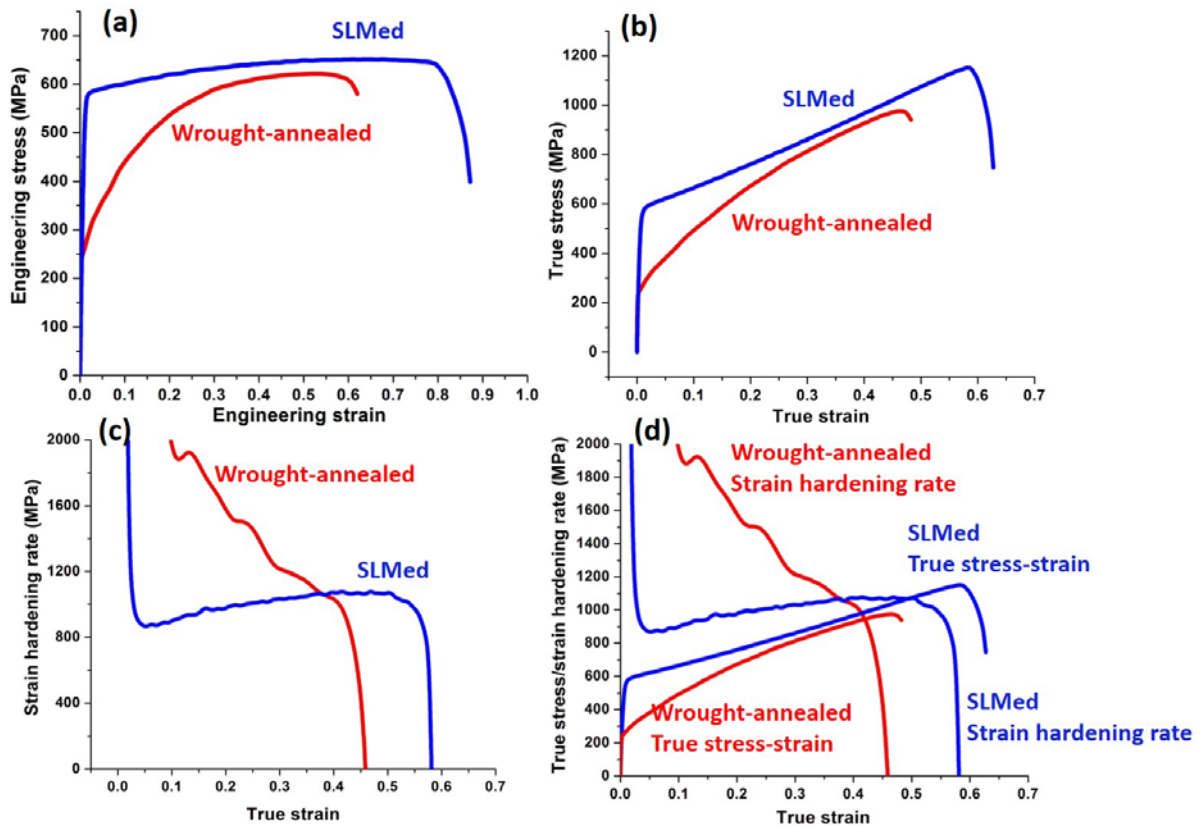 (a)
SLMed
Wrought-annealed
Engineering stress (MPa)
700
600
500
400
300
200
100
0
0.0 0.1 0.2 0.3 0.4 0.5 0.6 0.7 0.8 0.9 1.0
Engineering strain
(b)
SLMed
Wrought-annealed
True stress (MPa)
1200
1000
800
600
400
200
0
0.0 0.1 0.2 0.3 0.4 0.5 0.6 0.7
True strain
(c)
Wrought-annealed
SLMed
Strain hardening rate (MPa)
2000
1600
1200
800
400
0
0.0 0.1 0.2 0.3 0.4 0.5 0.6 0.7
True strain
(d)
Wrought-annealed
Strain hardening rate
SLMed
True stress-strain
Wrought-annealed
True stress-strain
SLMed
Strain hardening rate
True stress/strain hardening rate (MPa)
2000
1800
1600
1400
1200
1000
800
600
400
200
0
0.0 0.1 0.2 0.3 0.4 0.5 0.6 0.7
True strain